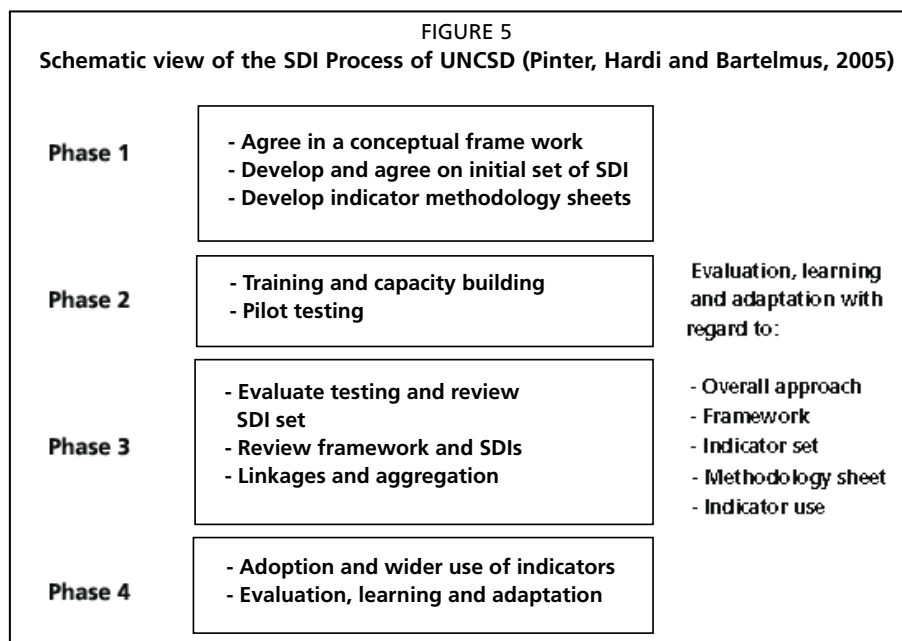 FIGURE 5
Schematic view of the SDI Process of UNCSD (Pinter, Hardi and Bartelmus, 2005)
Phase 1
- Agree in a conceptual frame work
- Develop and agree on initial set of SDI
- Develop indicator methodology sheets
Phase 2
- Training and capacity building
- Pilot testing
Phase 3
- Evaluate testing and review
SDI set
- Review framework and SDIs
- Linkages and aggregation
Phase 4
- Adoption and wider use of indicators
- Evaluation, learning and adaptation
Evaluation, learning
and adaptation with
regard to:
- Overall approach
- Framework
- Indicator set
- Methodology sheet
- Indicator use